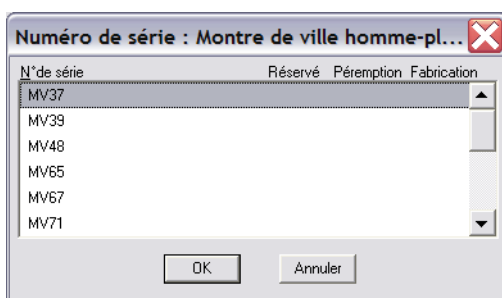 Numéro de série : Montre de ville homme-pl...
N°de série Réservé Péremption Fabrication
MV37
MV39
MV48
MV65
MV67
MV71
OK Annuler